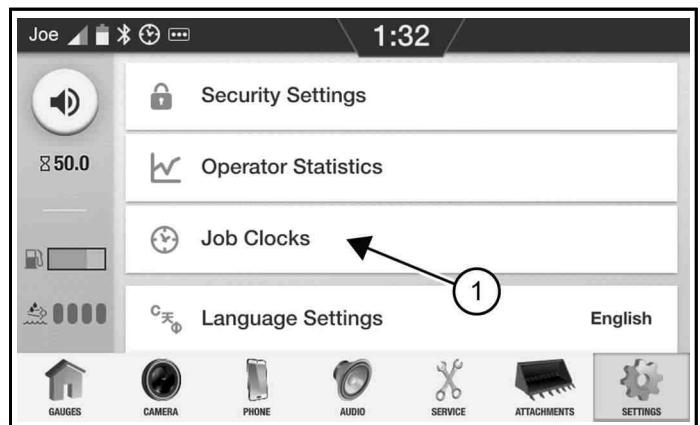 Joe 1:32
Security Settings
50.0
Operator Statistics
Job Clocks
1
Language Settings English
GAUGES CAMERA PHONE AUDIO SERVICE ATTACHMENTS SETTINGS